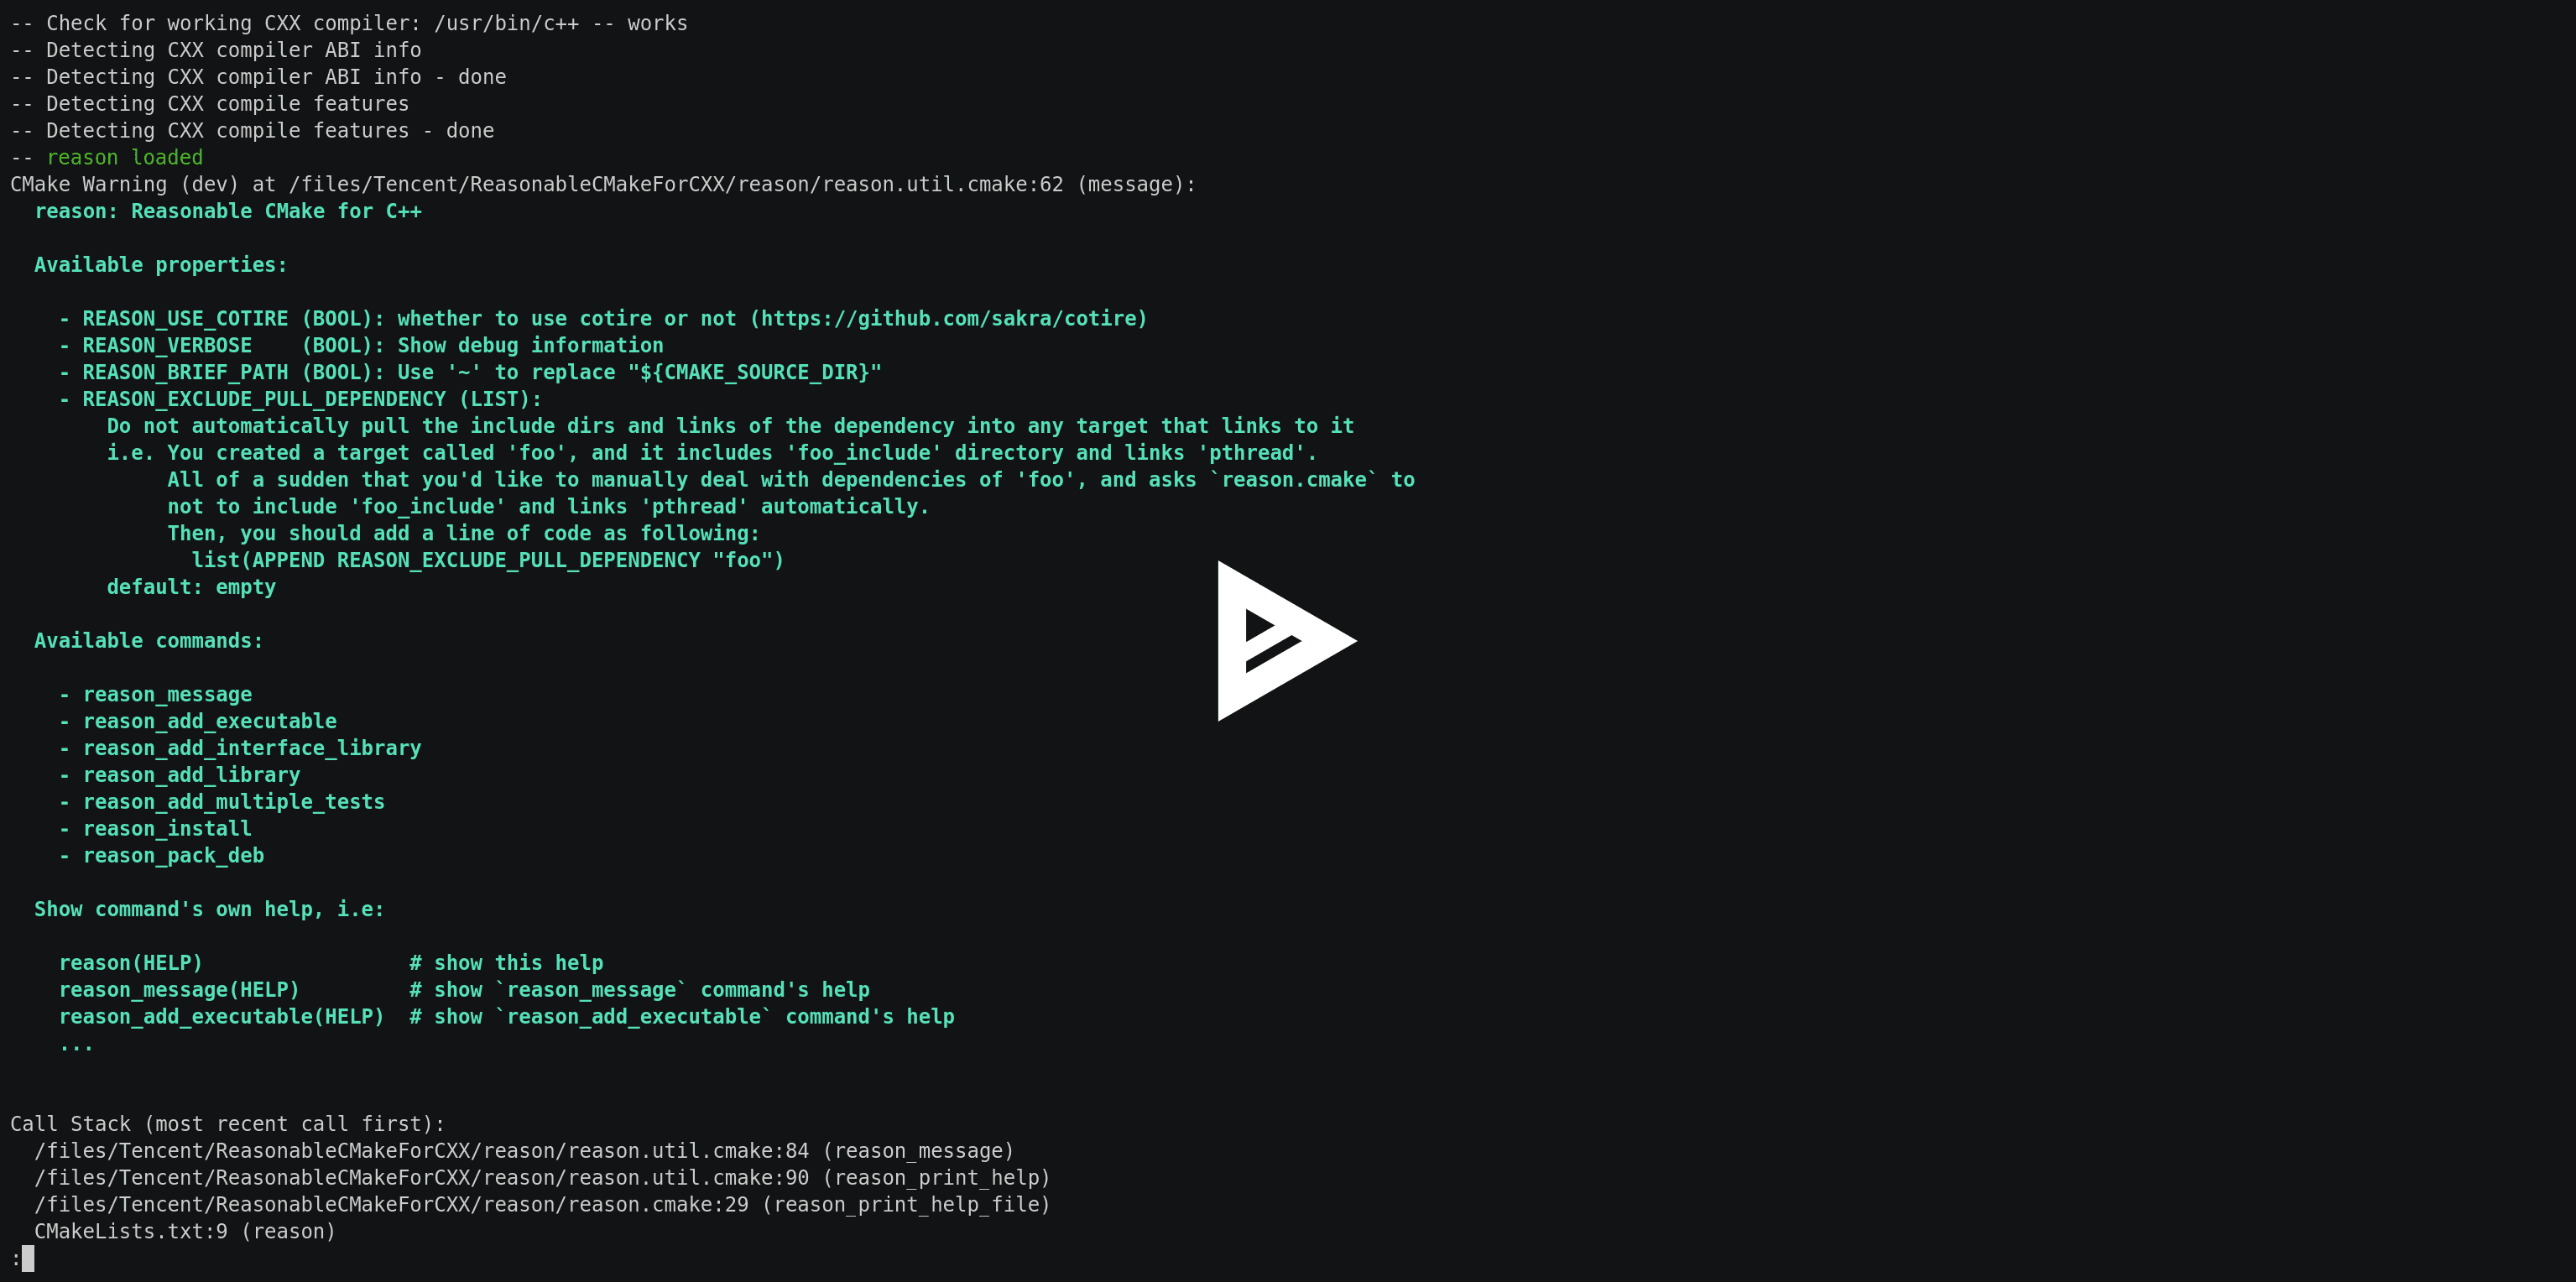 -- Check for working CXX compiler: /usr/bin/c++ -- works
-- Detecting CXX compiler ABI info
-- Detecting CXX compiler ABI info - done
-- Detecting CXX compile features
-- Detecting CXX compile features - done
-- reason loaded
CMake Warning (dev) at /files/Tencent/ReasonableCMakeForCXX/reason/reason.util.cmake:62 (message):
  reason: Reasonable CMake for C++

  Available properties:

    - REASON_USE_COTIRE (BOOL): whether to use cotire or not (https://github.com/sakra/cotire)
    - REASON_VERBOSE    (BOOL): Show debug information
    - REASON_BRIEF_PATH (BOOL): Use '~' to replace "${CMAKE_SOURCE_DIR}"
    - REASON_EXCLUDE_PULL_DEPENDENCY (LIST):
        Do not automatically pull the include dirs and links of the dependency into any target that links to it
        i.e. You created a target called 'foo', and it includes 'foo_include' directory and links 'pthread'.
             All of a sudden that you'd like to manually deal with dependencies of 'foo', and asks `reason.cmake` to
             not to include 'foo_include' and links 'pthread' automatically.
             Then, you should add a line of code as following:
               list(APPEND REASON_EXCLUDE_PULL_DEPENDENCY "foo")
        default: empty

  Available commands:

    - reason_message
    - reason_add_executable
    - reason_add_interface_library
    - reason_add_library
    - reason_add_multiple_tests
    - reason_install
    - reason_pack_deb

  Show command's own help, i.e:

    reason(HELP)                 # show this help
    reason_message(HELP)         # show `reason_message` command's help
    reason_add_executable(HELP)  # show `reason_add_executable` command's help
    ...

Call Stack (most recent call first):
  /files/Tencent/ReasonableCMakeForCXX/reason/reason.util.cmake:84 (reason_message)
  /files/Tencent/ReasonableCMakeForCXX/reason/reason.util.cmake:90 (reason_print_help)
  /files/Tencent/ReasonableCMakeForCXX/reason/reason.cmake:29 (reason_print_help_file)
  CMakeLists.txt:9 (reason)
: